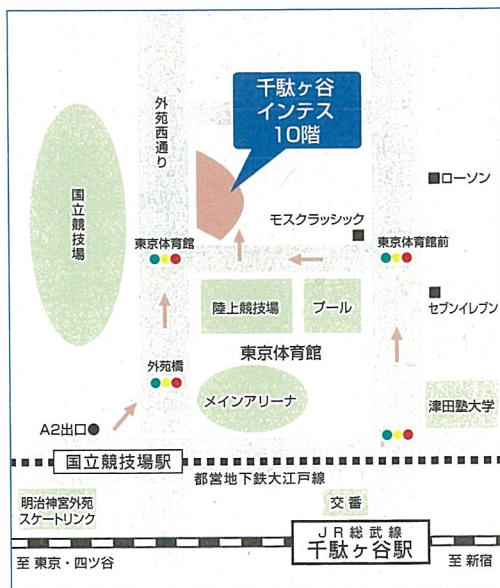 千駄ヶ谷
インテス
10階
外苑西通り
国立競技場
ローソン
モスクラッシック
東京体育館
東京体育館前
陸上競技場
プール
セブンイレブン
東京体育館
外苑橋
メインアリーナ
津田塾大学
A2出口
国立競技場駅
都営地下鉄大江戸線
明治神宮外苑
スケートリンク
交番
JR総武線
千駄ヶ谷駅
至 東京・四ツ谷
至 新宿